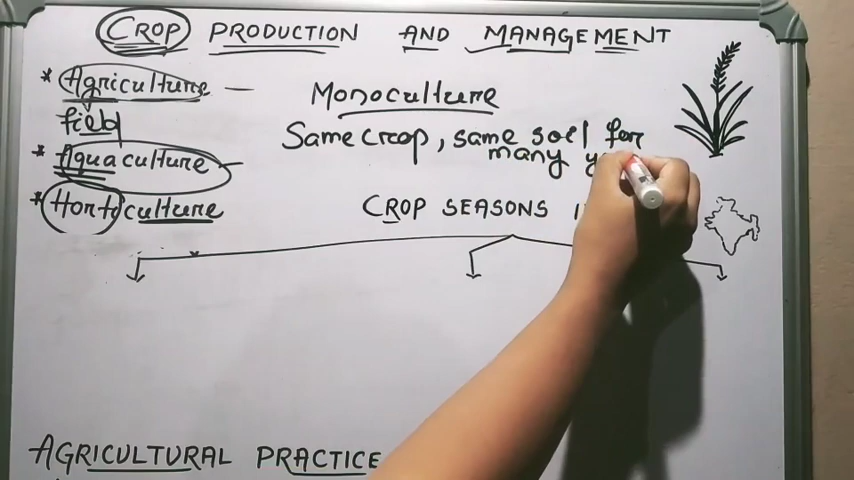 CROP PRODUCTION AND MANAGEMENT
* Agriculture —
field
* Aquaculture —
* Horticulture
Monoculture
Same crop, same soil for
many
CROP SEASONS
AGRICULTURAL PRACTICE